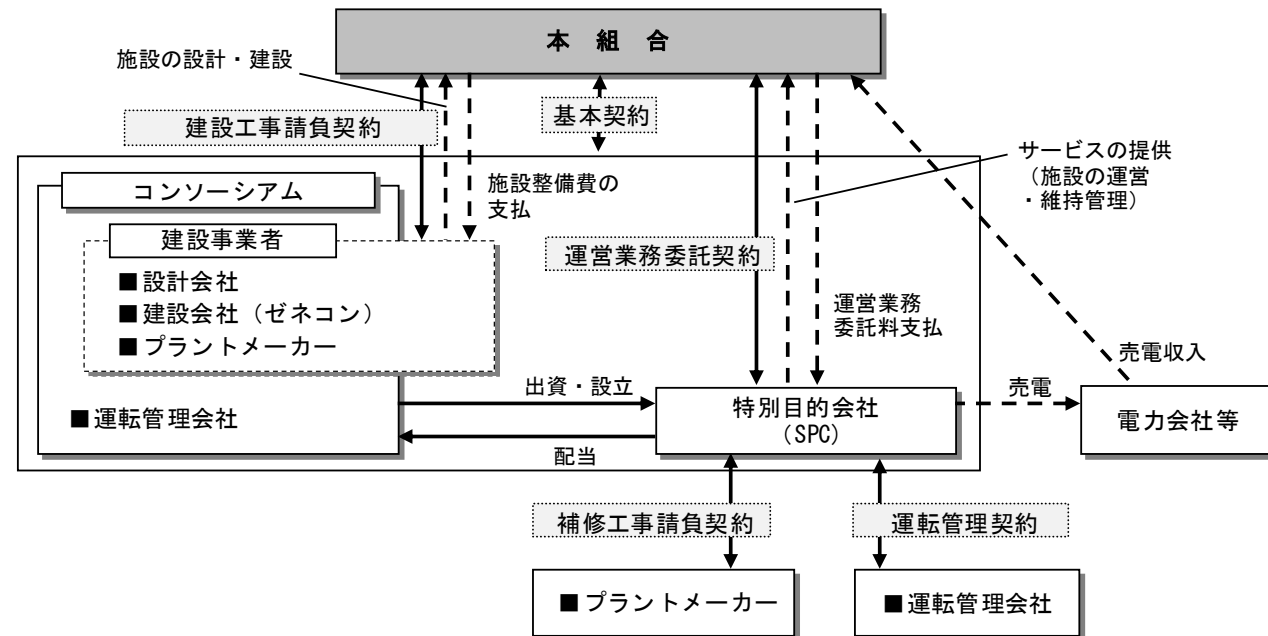 本 組 合
施設の設計・建設
建設工事請負契約
基本契約
サービスの提供
（施設の運営
・維持管理）
コンソーシアム
施設整備費の
支払
建設事業者
■設計会社
■建設会社（ゼネコン）
■プラントメーカー
運営業務委託契約
運営業務
委託料支払
売電収入
■運転管理会社
出資・設立
配当
特別目的会社
（SPC）
売電
電力会社等
補修工事請負契約
運転管理契約
■プラントメーカー
■運転管理会社